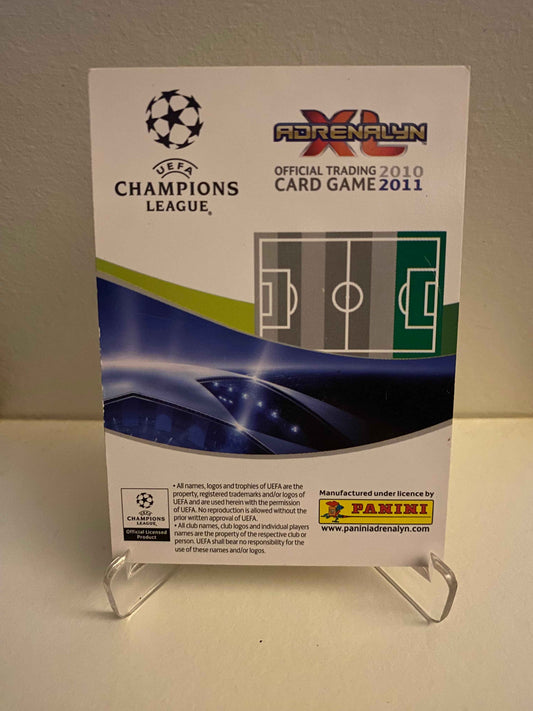 UEFA
CHAMPIONS
LEAGUE®
ADRENALYN
XL
OFFICIAL TRADING 2010
CARD GAME 2011
UEFA
CHAMPIONS
LEAGUE
Official Licensed
Product
• All names, logos and trophies of UEFA are the
property, registered trademarks and/or logos of
UEFA and are used herein with the permission
of UEFA. No reproduction is allowed without the
prior written approval of UEFA.
• All club names, club logos and individual players
names are the property of the respective club or
person. UEFA shall bear no responsibility for the
use of these names and/or logos.
Manufactured under licence by
PANINI
www.paniniadrenalyn.com